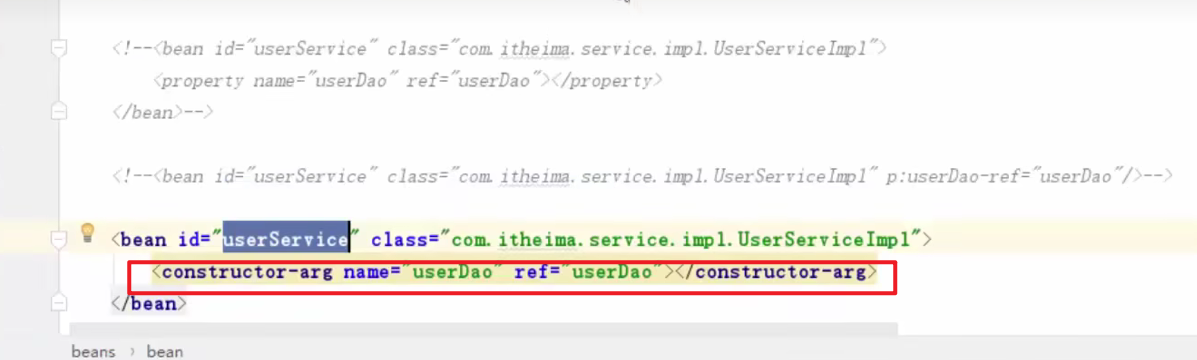 <!--<bean id="userService" class="com.itheima.service.impl.UserServiceImpl">
<property name="userDao" ref="userDao"></property>
</bean>-->
<!--<bean id="userService" class="com.itheima.service.impl.UserServiceImpl" p:userDao-ref="userDao"/>-->
<bean id="userService" class="com.itheima.service.impl.UserServiceImpl">
<constructor-arg name="userDao" ref="userDao"></constructor-arg>
</bean>
beans › bean